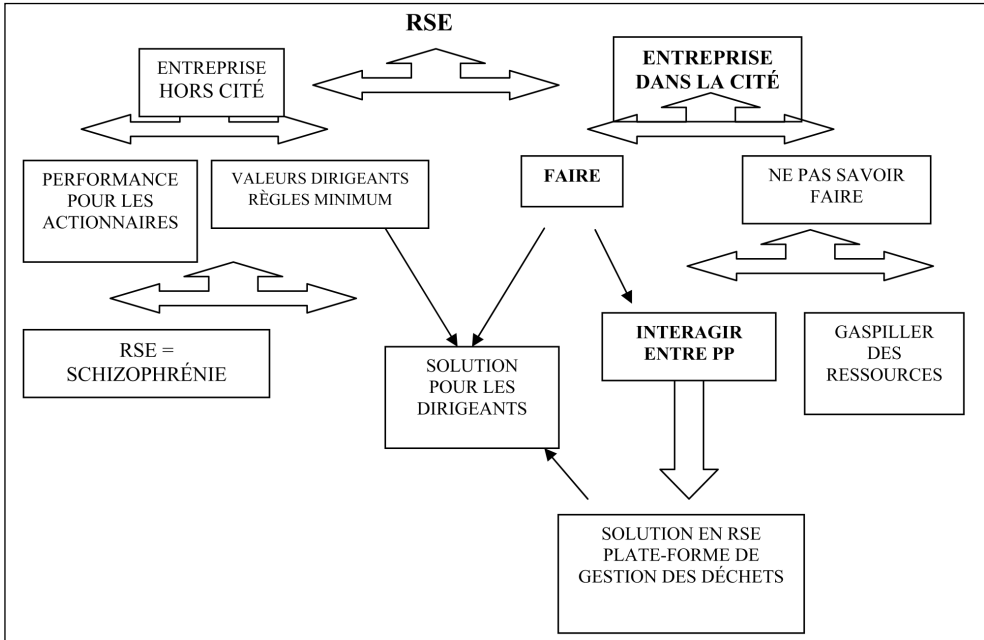 RSE
ENTREPRISE
HORS CITÉ
ENTREPRISE
DANS LA CITÉ
PERFORMANCE
POUR LES
ACTIONNAIRES
VALEURS DIRIGEANTS
RÈGLES MINIMUM
FAIRE
NE PAS SAVOIR
FAIRE
RSE =
SCHIZOPHRÉNIE
SOLUTION
POUR LES
DIRIGEANTS
INTERAGIR
ENTRE PP
GASPILLER
DES
RESSOURCES
SOLUTION EN RSE
PLATE-FORME DE
GESTION DES DÉCHETS